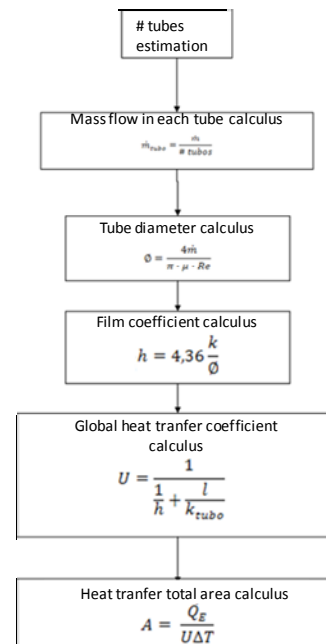 # tubes
estimation
Mass flow in each tube calculus
ṁ_tubo = ṁ / # tubos
Tube diameter calculus
Ø = 4ṁ / π · μ · Re
Film coefficient calculus
h = 4,36 k / Ø
Global heat tranfer coefficient
calculus
U = 1 / (1/h + l/k_tubo)
Heat tranfer total area calculus
A = Q_E / UΔT